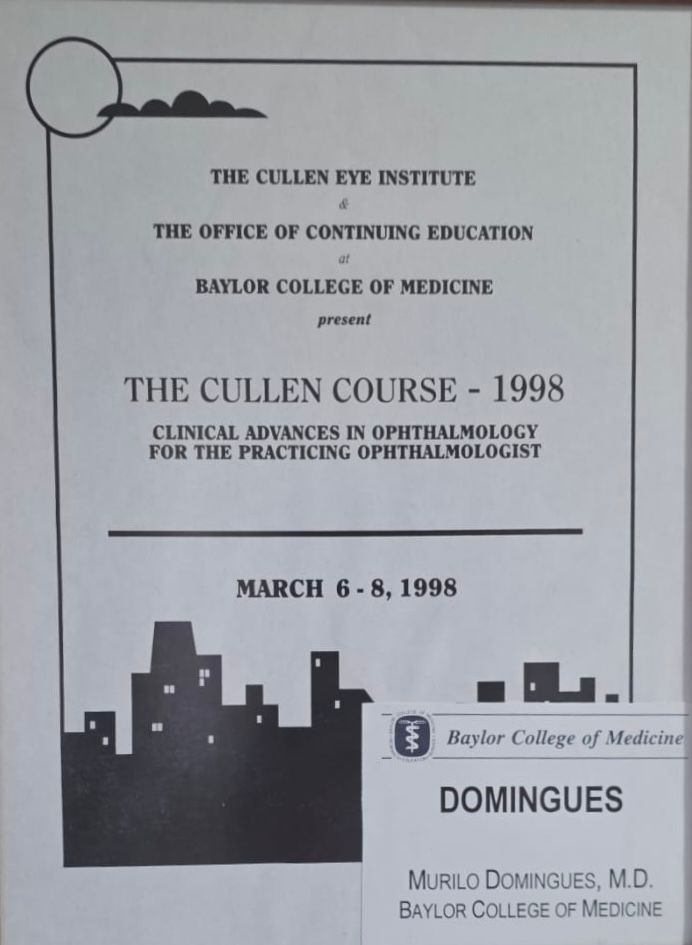 THE CULLEN EYE INSTITUTE
&
THE OFFICE OF CONTINUING EDUCATION
at
BAYLOR COLLEGE OF MEDICINE
present
THE CULLEN COURSE - 1998
CLINICAL ADVANCES IN OPHTHALMOLOGY
FOR THE PRACTICING OPHTHALMOLOGIST
MARCH 6 - 8, 1998
Baylor College of Medicine
DOMINGUES
MURILO DOMINGUES, M.D.
BAYLOR COLLEGE OF MEDICINE